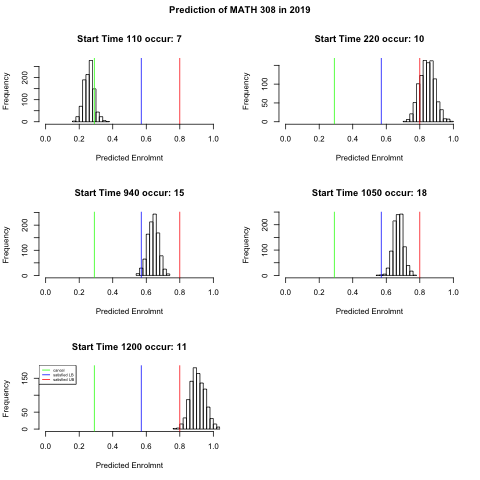 Prediction of MATH 308 in 2019
Start Time 110 occur: 7
Frequency
0 50 100 200
0.0 0.2 0.4 0.6 0.8 1.0
Predicted Enrolmnt
Start Time 220 occur: 10
Frequency
0 50 150
0.0 0.2 0.4 0.6 0.8 1.0
Predicted Enrolmnt
Start Time 940 occur: 15
Frequency
0 100 200
0.0 0.2 0.4 0.6 0.8 1.0
Predicted Enrolmnt
Start Time 1050 occur: 18
Frequency
0 100 200
0.0 0.2 0.4 0.6 0.8 1.0
Predicted Enrolmnt
Start Time 1200 occur: 11
Frequency
0 50 150
satisfied LB
satisfied UB
0.0 0.2 0.4 0.6 0.8 1.0
Predicted Enrolmnt